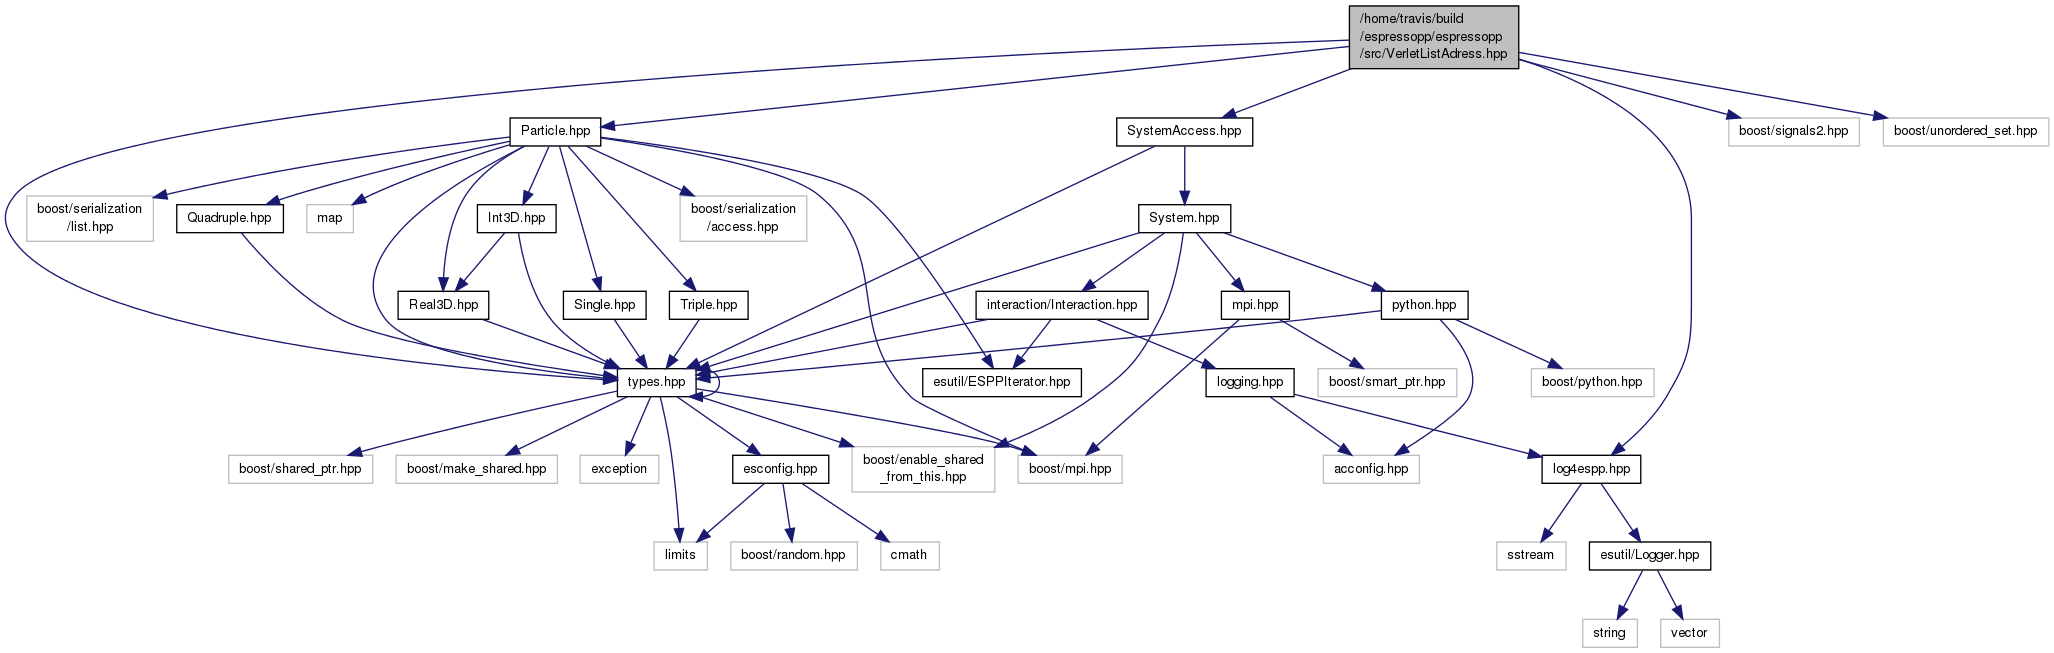 /home/travis/build
/espressopp/espressopp
/src/VerletListAdress.hpp
Particle.hpp
SystemAccess.hpp
boost/signals2.hpp
boost/unordered_set.hpp
boost/serialization
/list.hpp
Quadruple.hpp
map
Int3D.hpp
boost/serialization
/access.hpp
System.hpp
Real3D.hpp
Single.hpp
Triple.hpp
interaction/Interaction.hpp
mpi.hpp
python.hpp
types.hpp
esutil/ESPPIterator.hpp
logging.hpp
boost/smart_ptr.hpp
boost/python.hpp
boost/shared_ptr.hpp
boost/make_shared.hpp
exception
esconfig.hpp
boost/enable_shared
_from_this.hpp
boost/mpi.hpp
acconfig.hpp
log4espp.hpp
limits
boost/random.hpp
cmath
sstream
esutil/Logger.hpp
string
vector